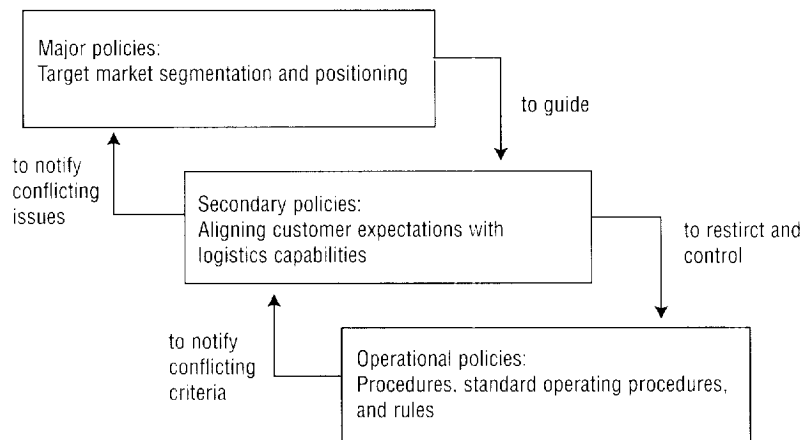 Major policies:
Target market segmentation and positioning
to guide
to notify
conflicting
issues
Secondary policies:
Aligning customer expectations with
logistics capabilities
to restirct and
control
to notify
conflicting
criteria
Operational policies:
Procedures, standard operating procedures,
and rules